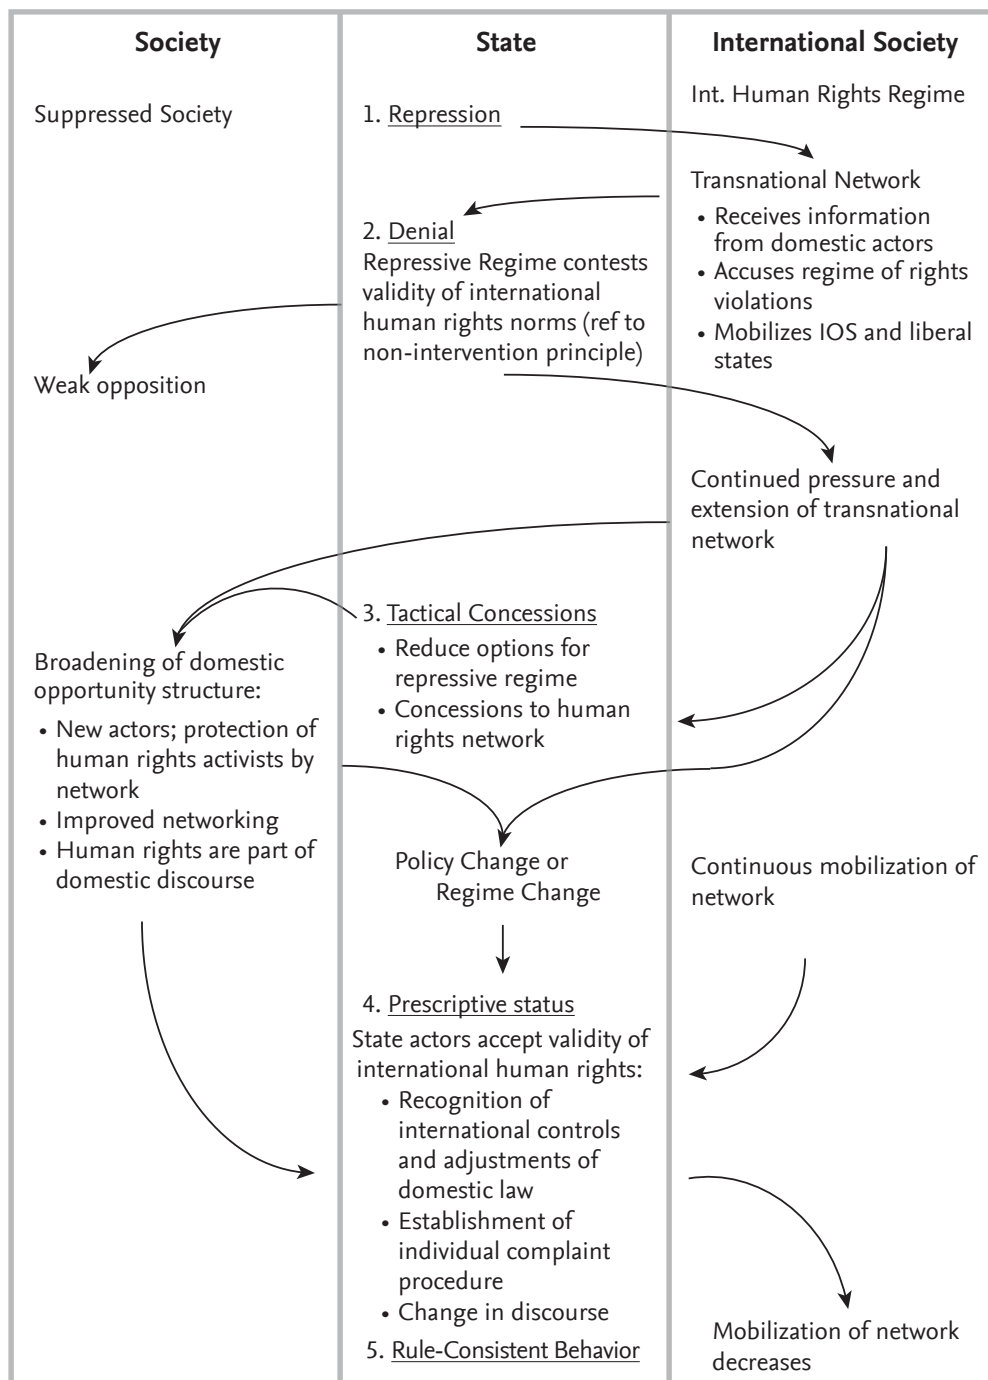 Society
State
International Society
Suppressed Society
1. Repression
Int. Human Rights Regime
Transnational Network
• Receives information
from domestic actors
• Accuses regime of rights
violations
• Mobilizes IOS and liberal
states
2. Denial
Repressive Regime contests
validity of international
human rights norms (ref to
non-intervention principle)
Weak opposition
Continued pressure and
extension of transnational
network
3. Tactical Concessions
• Reduce options for
repressive regime
• Concessions to human
rights network
Broadening of domestic
opportunity structure:
• New actors; protection of
human rights activists by
network
• Improved networking
• Human rights are part of
domestic discourse
Policy Change or
Regime Change
Continuous mobilization of
network
4. Prescriptive status
State actors accept validity of
international human rights:
• Recognition of
international controls
and adjustments of
domestic law
• Establishment of
individual complaint
procedure
• Change in discourse
5. Rule-Consistent Behavior
Mobilization of network
decreases